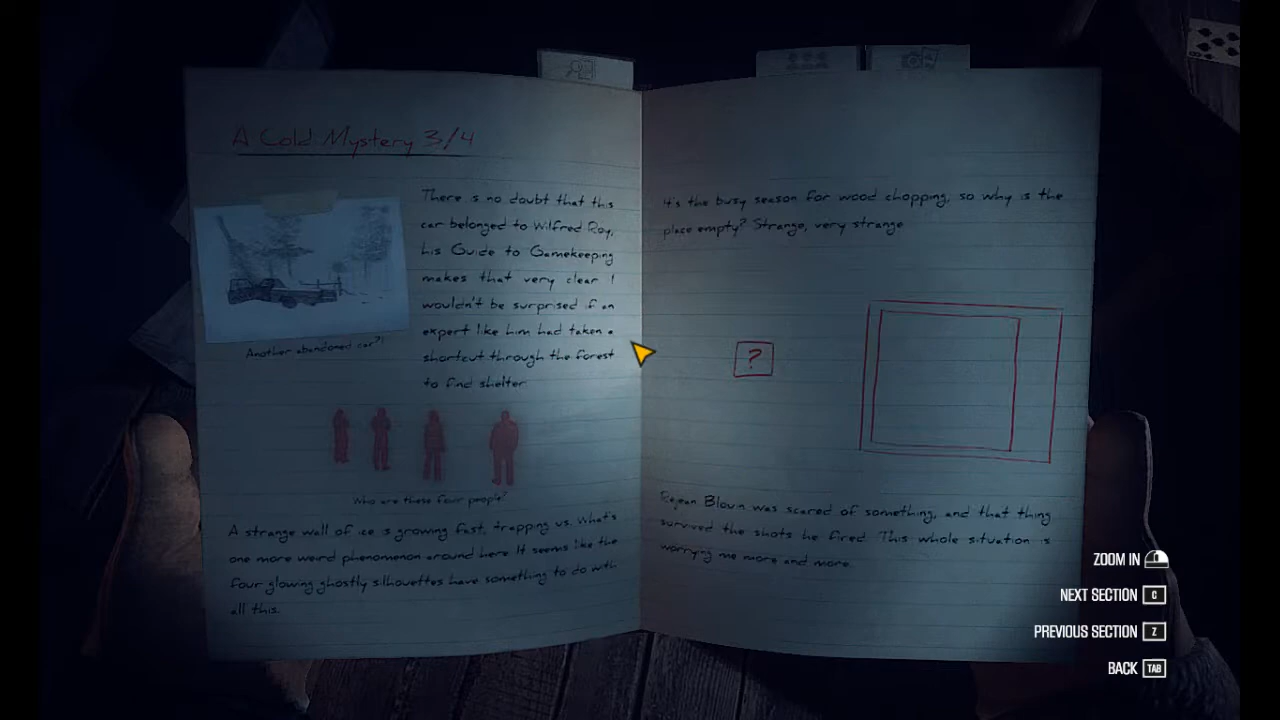 A Cold Mystery 3/4
There is no doubt that this
car belonged to Wilfred Roy,
his Guide to Gamekeeping
makes that very clear I
wouldn't be surprised if an
expert like him had taken a
shortcut through the forest
to find shelter.
Another abandoned car?!
Who are these four people?
A strange wall of ice is growing fast, trapping us. What's
one more weird phenomenon around here It seems like the
four glowing ghostly silhouettes have something to do with
all this.
It's the busy season for wood chopping, so why is the
place empty? Strange, very strange
?
Rejean Blouin was scared of something, and that thing
survived the shots he fired This whole situation is
worrying me more and more.
ZOOM IN
NEXT SECTION C
PREVIOUS SECTION Z
BACK TAB